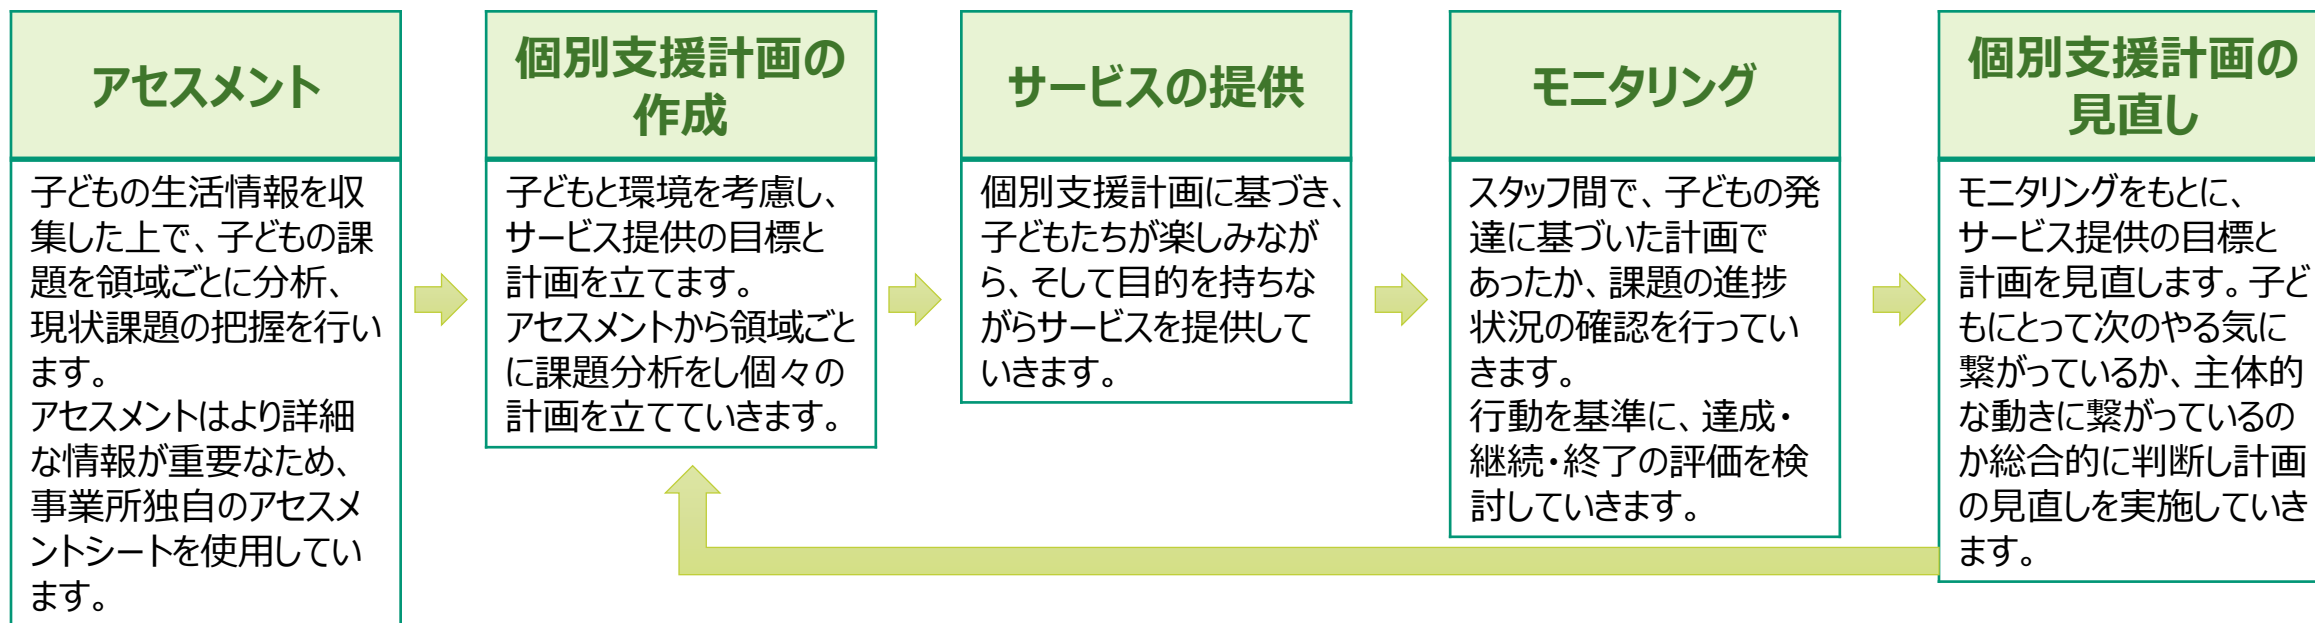 アセスメント
子どもの生活情報を収
集した上で、子どもの課
題を領域ごとに分析、
現状課題の把握を行い
ます。
アセスメントはより詳細
な情報が重要なため、
事業所独自のアセスメ
ントシートを使用してい
ます。
個別支援計画の
作成
子どもと環境を考慮し、
サービス提供の目標と
計画を立てます。
アセスメントから領域ごと
に課題分析をし個々の
計画を立てていきます。
サービスの提供
個別支援計画に基づき、
子どもたちが楽しみなが
ら、そして目的を持ちな
がらサービスを提供して
いきます。
モニタリング
スタッフ間で、子どもの発
達に基づいた計画で
あったか、課題の進捗
状況の確認を行ってい
きます。
行動を基準に、達成・
継続・終了の評価を検
討していきます。
個別支援計画の
見直し
モニタリングをもとに、
サービス提供の目標と
計画を見直します。子ど
もにとって次のやる気に
繋がっているか、主体的
な動きに繋がっているの
か総合的に判断し計画
の見直しを実施していき
ます。